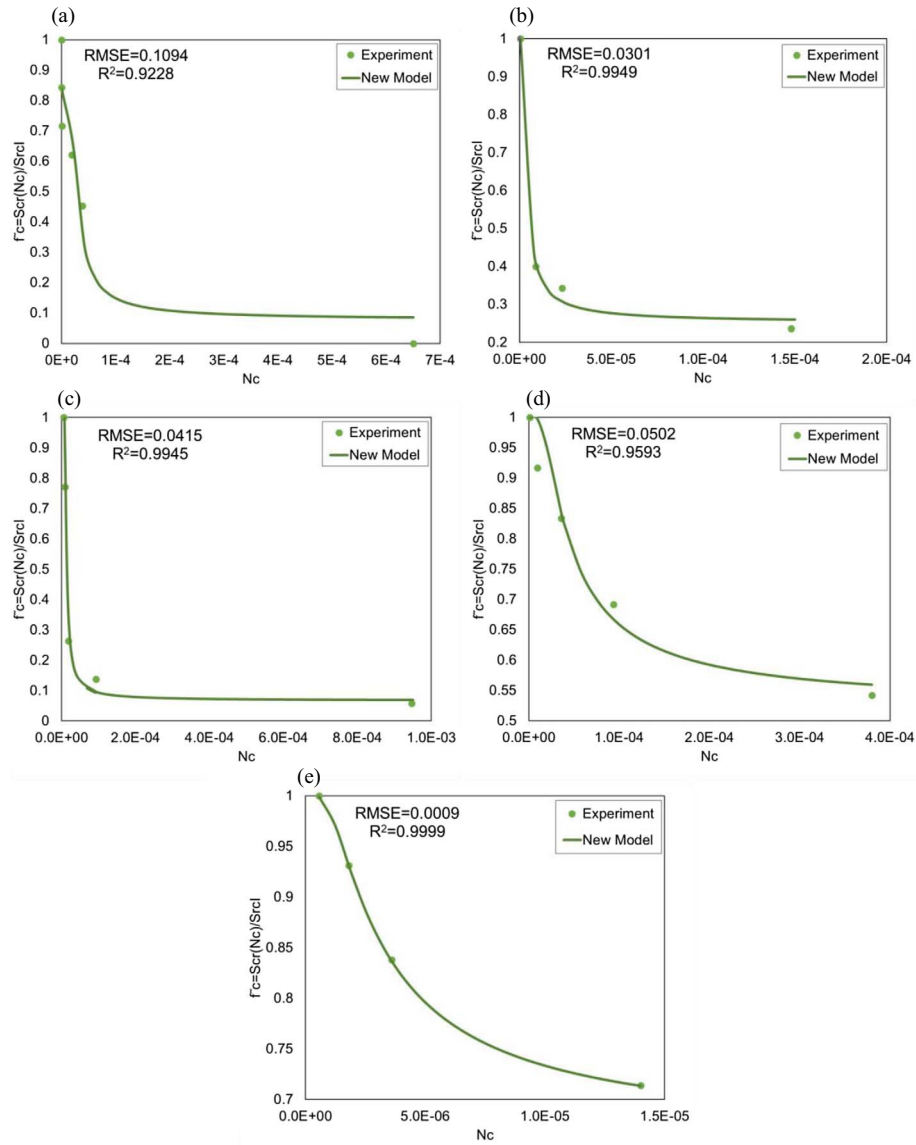 (a)
RMSE=0.1094
R²=0.9228
Experiment
New Model
1
0.9
0.8
0.7
0.6
0.5
0.4
0.3
0.2
0.1
0
f˜c=Scr(Nc)/Srcl
0E+0 1E-4 2E-4 3E-4 4E-4 5E-4 6E-4 7E-4
Nc
(b)
RMSE=0.0301
R²=0.9949
Experiment
New Model
1
0.9
0.8
0.7
0.6
0.5
0.4
0.3
0.2
f˜c=Scr(Nc)/Srcl
0.0E+00 5.0E-05 1.0E-04 1.5E-04 2.0E-04
Nc
(c)
RMSE=0.0415
R²=0.9945
Experiment
New Model
1
0.9
0.8
0.7
0.6
0.5
0.4
0.3
0.2
0.1
0
f˜c=Scr(Nc)/Srcl
0.0E+00 2.0E-04 4.0E-04 6.0E-04 8.0E-04 1.0E-03
Nc
(d)
RMSE=0.0502
R²=0.9593
Experiment
New Model
1
0.95
0.9
0.85
0.8
0.75
0.7
0.65
0.6
0.55
0.5
f˜c=Scr(Nc)/Srcl
0.0E+00 1.0E-04 2.0E-04 3.0E-04 4.0E-04
Nc
(e)
RMSE=0.0009
R²=0.9999
Experiment
New Model
1
0.95
0.9
0.85
0.8
0.75
0.7
f˜c=Scr(Nc)/Srcl
0.0E+00 5.0E-06 1.0E-05 1.5E-05
Nc